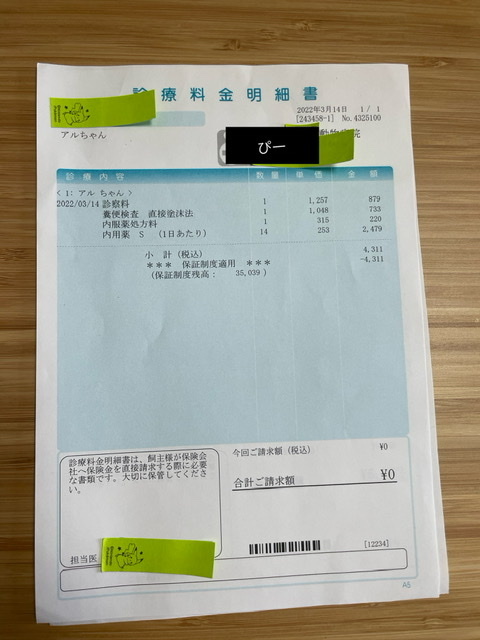 診療料金明細書
2022年3月14日 1 / 1
[243458-1] No.4325100
アルちゃん
ぴー
診療内容 数量 単価 金額
< 1: アル ちゃん >
2022/03/14 診察料 1 1,257 879
糞便検査 直接塗沫法 1 1,048 733
内服薬処方料 1 315 220
内用薬 S (1日あたり) 14 253 2,479
小 計 (税込) 4,311
*** 保証制度適用 *** -4,311
(保証制度残高: 35,039 )
診療料金明細書は、飼主様が保険会
社へ保険金を直接請求する際に必要
な書類です。大切に保管してくださ
い。
今回ご請求額 (税込) ¥0
合計ご請求額 ¥0
担当医
[12234]
A5